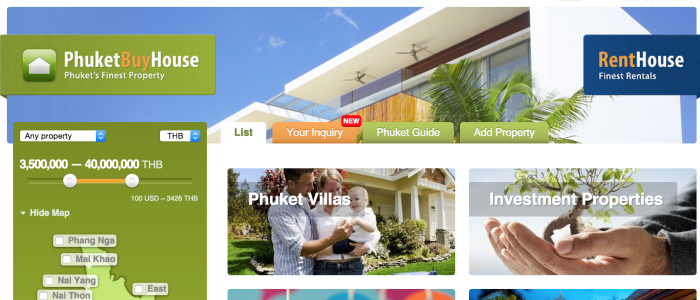 PhuketBuyHouse
Phuket's Finest Property
RentHouse
Finest Rentals
Any property
THB
List
Your Inquiry
NEW
Phuket Guide
Add Property
3,500,000 — 40,000,000 THB
100 USD ~ 3426 THB
Hide Map
Phang Nga
Mai Khao
Nai Yang
East
Nai Thon
Phuket Villas
Investment Properties